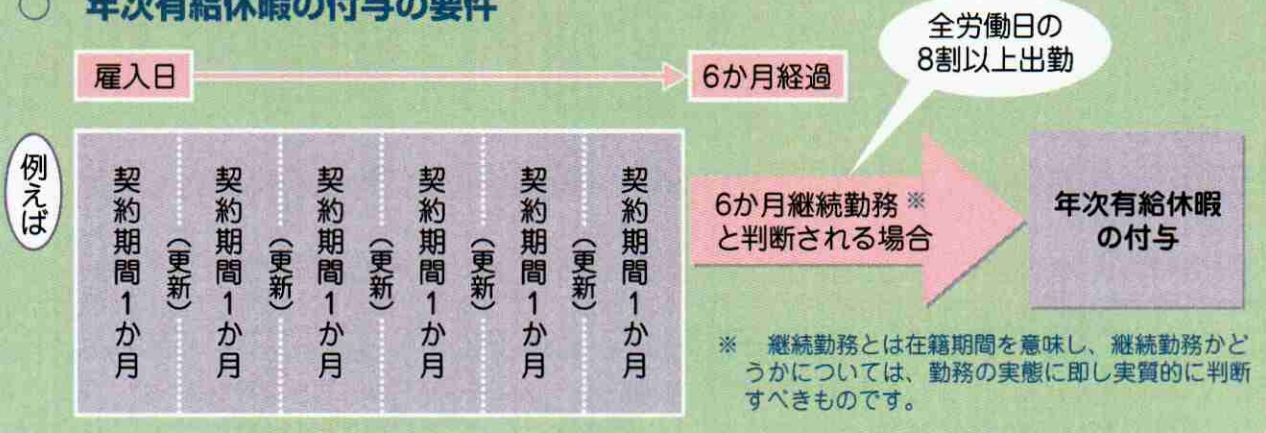 ○ 年次有給休暇の付与の要件
全労働日の
8割以上出勤
雇入日
6か月経過
例えば
契約期間1か月
(更新)
契約期間1か月
(更新)
契約期間1か月
(更新)
契約期間1か月
(更新)
契約期間1か月
(更新)
契約期間1か月
6か月継続勤務※
と判断される場合
年次有給休暇
の付与
※ 継続勤務とは在籍期間を意味し、継続勤務かど
うかについては、勤務の実態に即し実質的に判断
すべきものです。